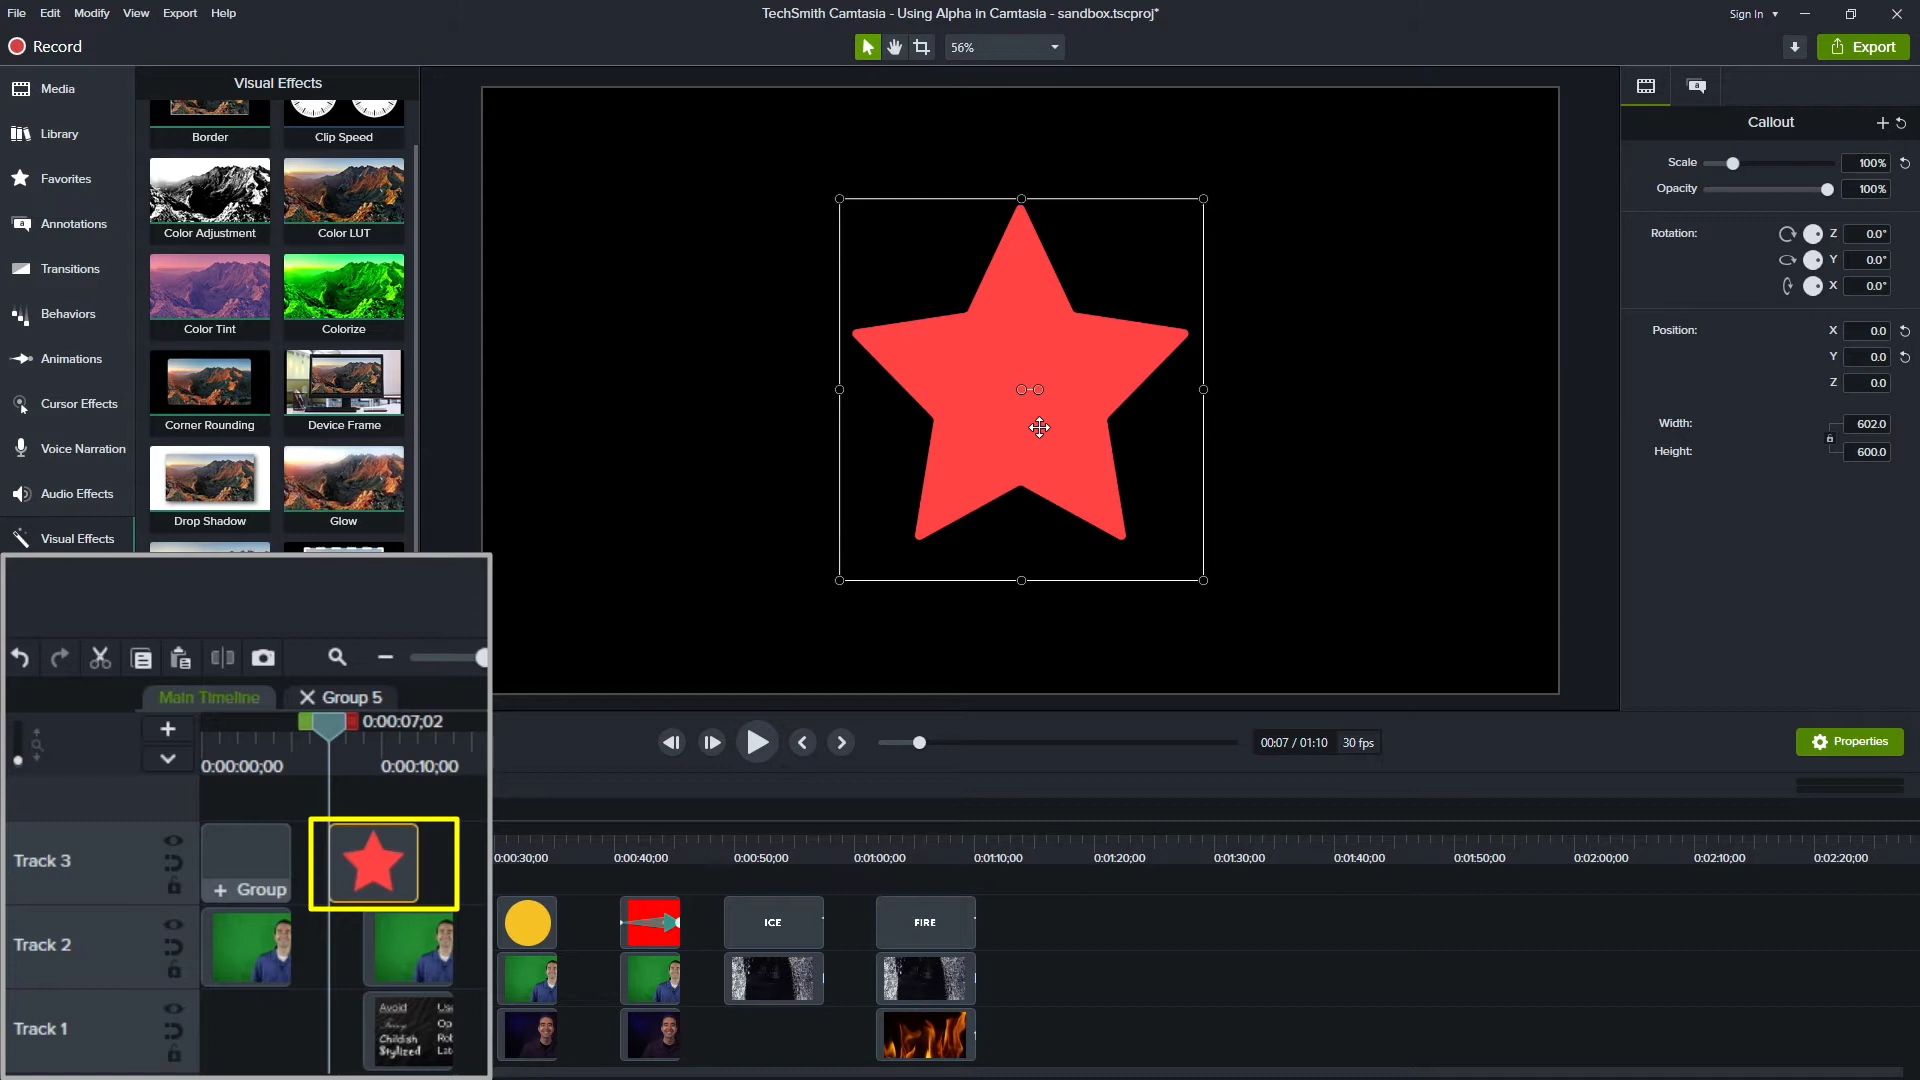 File Edit Modify View Export Help
TechSmith Camtasia - Using Alpha in Camtasia - sandbox.tscproj*
Sign In
Record
56%
Export
Media
Library
Favorites
Annotations
Transitions
Behaviors
Animations
Cursor Effects
Voice Narration
Audio Effects
Visual Effects
Visual Effects
Border Clip Speed
Color Adjustment Color LUT
Color Tint Colorize
Corner Rounding Device Frame
Drop Shadow Glow
a
Callout
Scale 100%
Opacity 100%
Rotation: Z 0.0°
Y 0.0°
X 0.0°
Position: X 0.0
Y 0.0
Z 0.0
Width: 602.0
Height: 600.0
00:07 / 01:10 30 fps
Properties
Main Timeline Group 5
0:00:07;02
0:00:00;00 0:00:10;00
0:00:30;00 0:00:40;00 0:00:50;00 0:01:00;00 0:01:10;00 0:01:20;00 0:01:30;00 0:01:40;00 0:01:50;00 0:02:00;00 0:02:10;00 0:02:20;00
Track 3
+ Group
ICE FIRE
Track 2
Track 1
Avoid
Childish
Stylized